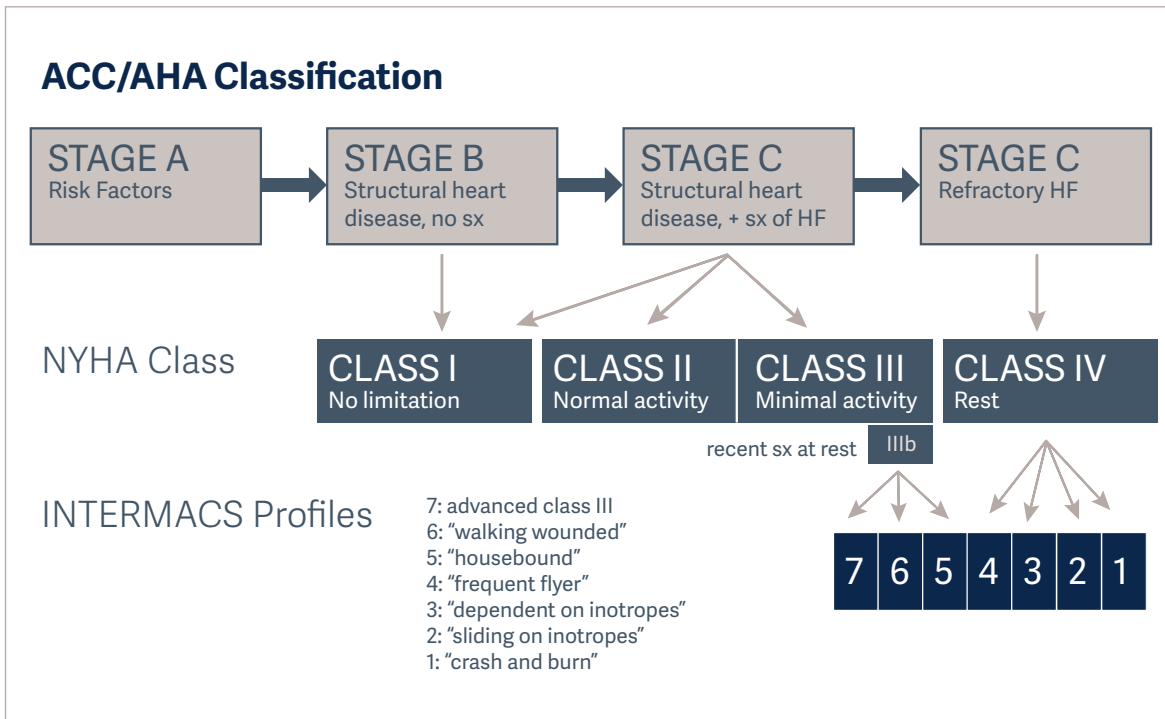 ACC/AHA Classification
STAGE A
Risk Factors
STAGE B
Structural heart
disease, no sx
STAGE C
Structural heart
disease, + sx of HF
STAGE C
Refractory HF
NYHA Class
CLASS I
No limitation
CLASS II
Normal activity
CLASS III
Minimal activity
CLASS IV
Rest
recent sx at rest
IIIb
INTERMACS Profiles
7: advanced class III
6: “walking wounded”
5: “housebound”
4: “frequent flyer”
3: “dependent on inotropes”
2: “sliding on inotropes”
1: “crash and burn”
7 6 5 4 3 2 1